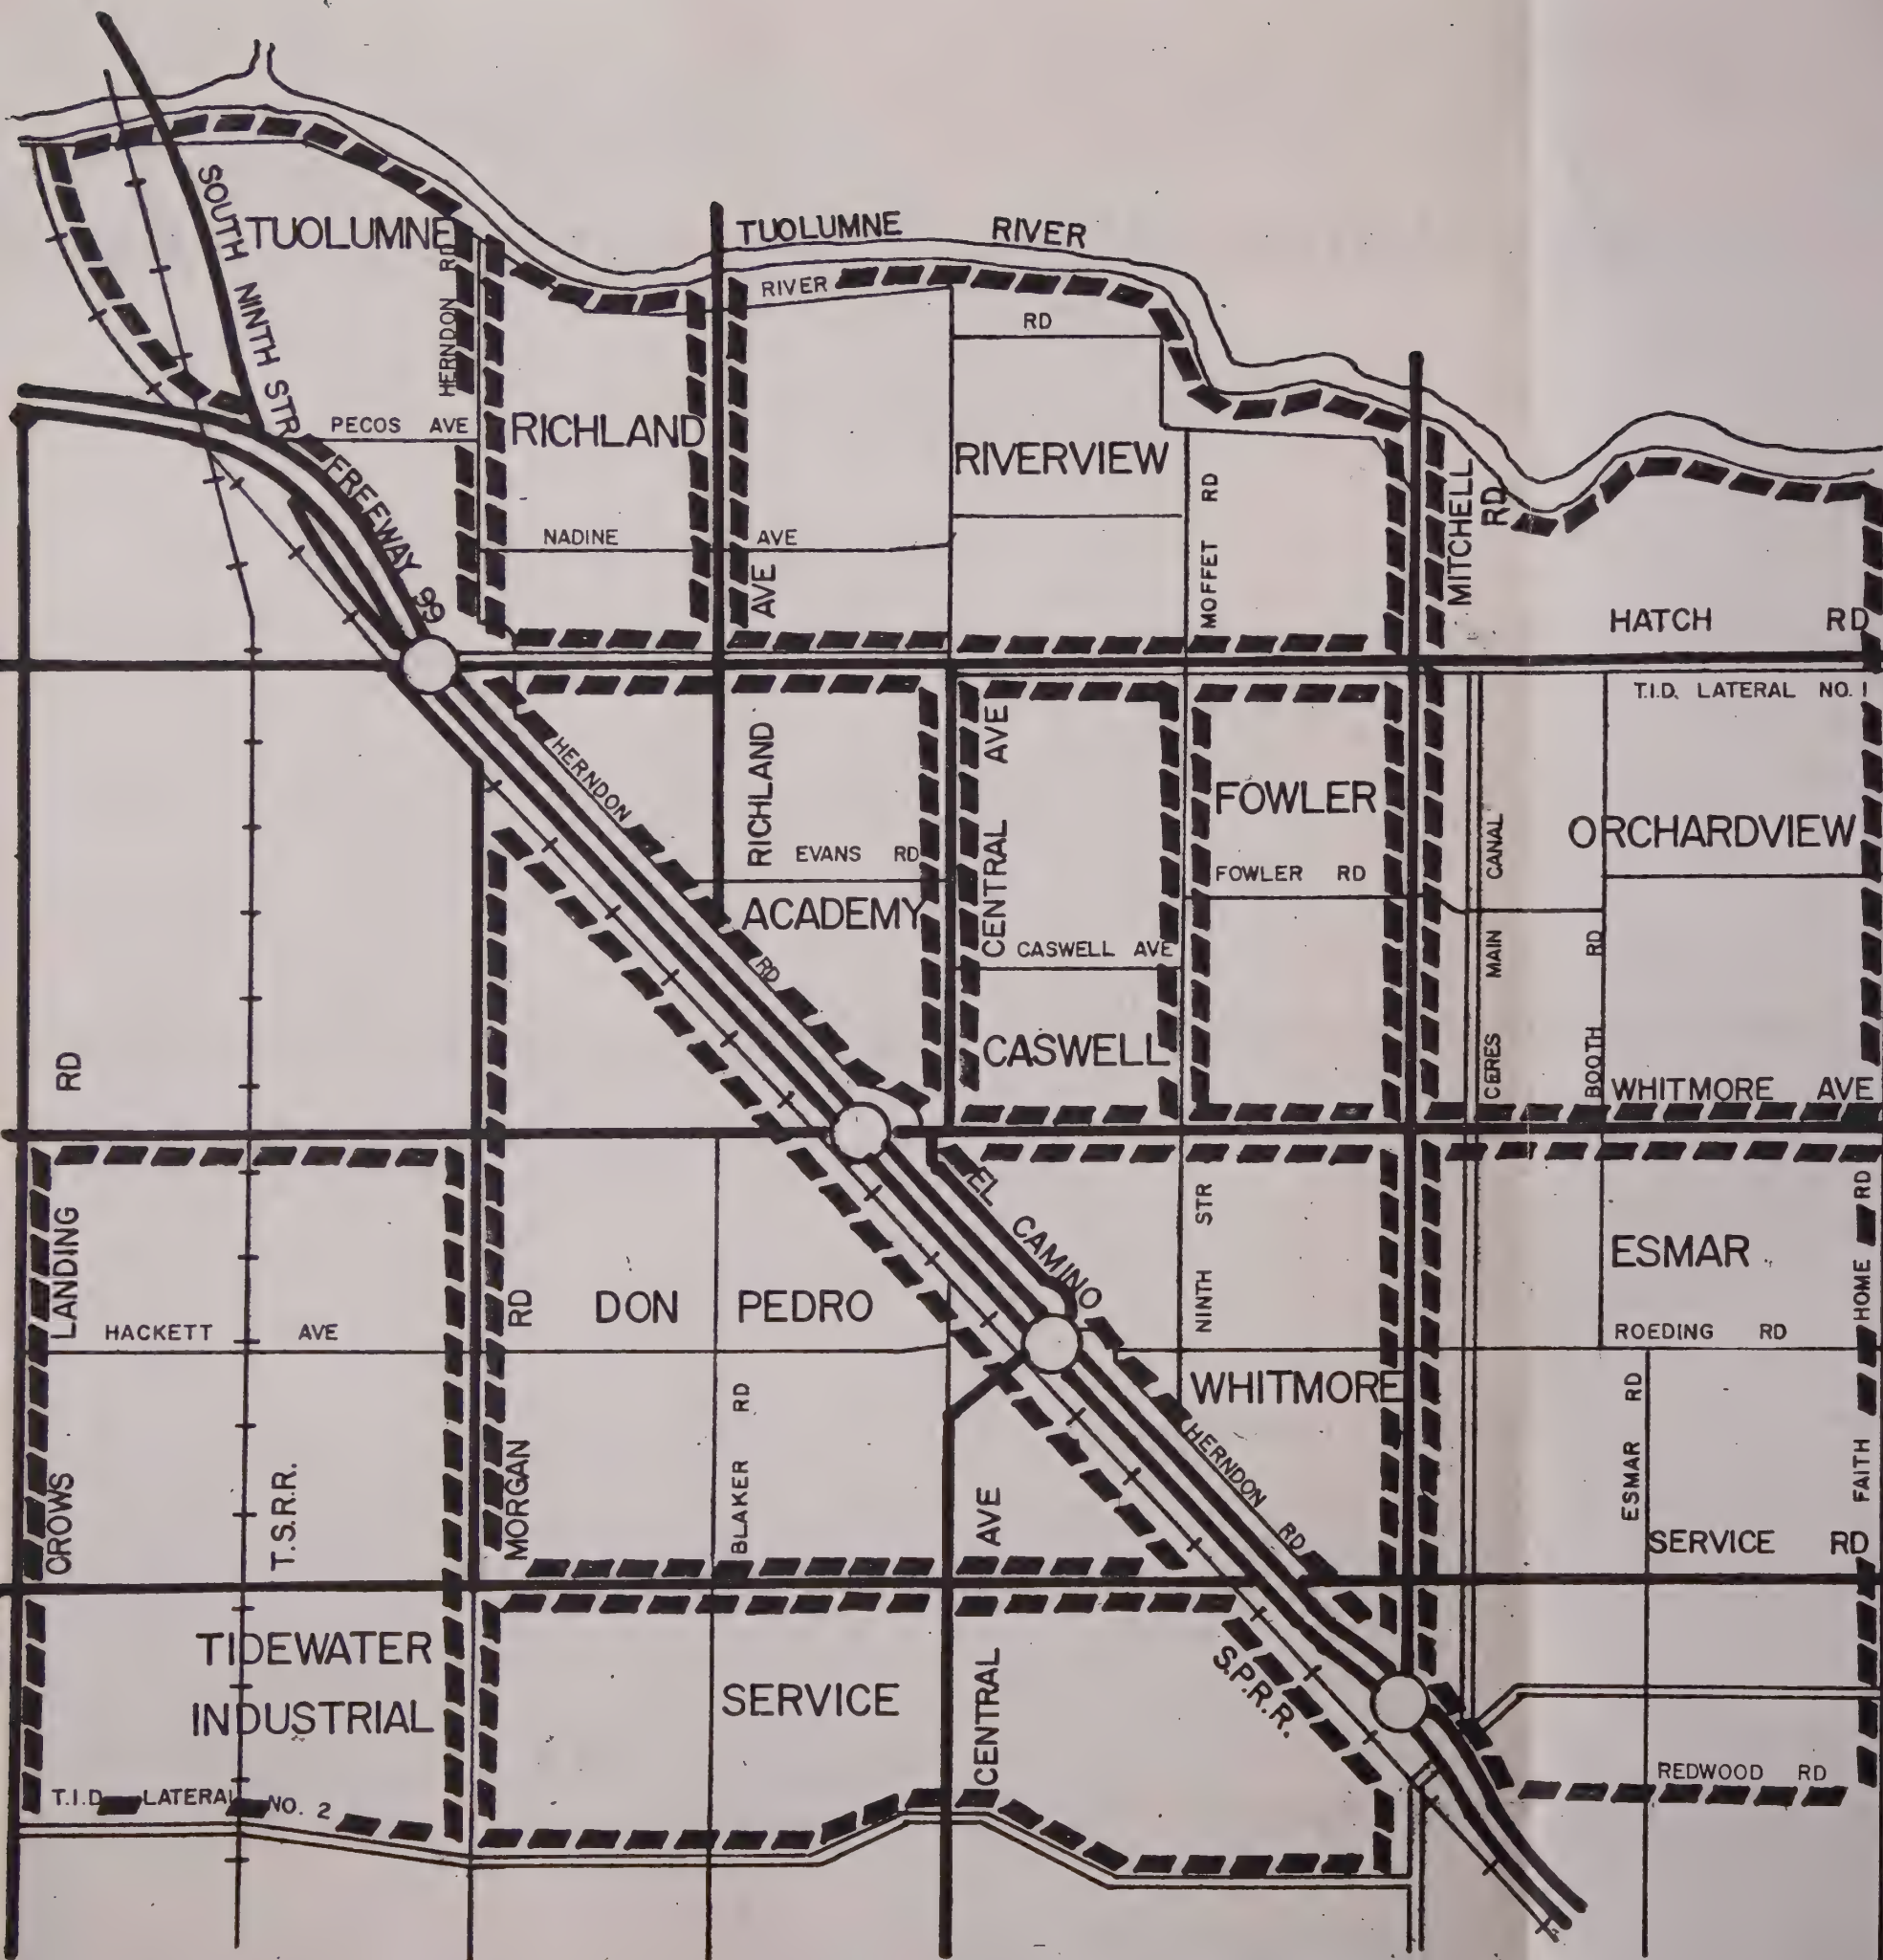 TUOLUMNE
SOUTH NINTH STR
HERNDON RD
TUOLUMNE RIVER
RIVER
RD
PECOS AVE
RICHLAND
RIVERVIEW
FREEWAY 99
NADINE AVE
AVE
MOFFET RD
MITCHELL
RD
HATCH RD
T.I.D. LATERAL NO. 1
HERNDON
RD
RICHLAND
EVANS RD
ACADEMY
CENTRAL AVE
CASWELL AVE
CASWELL
FOWLER
FOWLER RD
CERES MAIN CANAL
BOOTH RD
ORCHARDVIEW
WHITMORE AVE
CROWS LANDING RD
HACKETT AVE
T.S.R.R.
MORGAN RD
DON PEDRO
BLAKER RD
EL CAMINO
NINTH STR
WHITMORE
HERNDON RD
ESMAR
ROEDING RD
ESMAR RD
FAITH HOME RD
SERVICE RD
TIDEWATER
INDUSTRIAL
T.I.D. LATERAL NO. 2
SERVICE
CENTRAL AVE
S.P.R.R.
REDWOOD RD